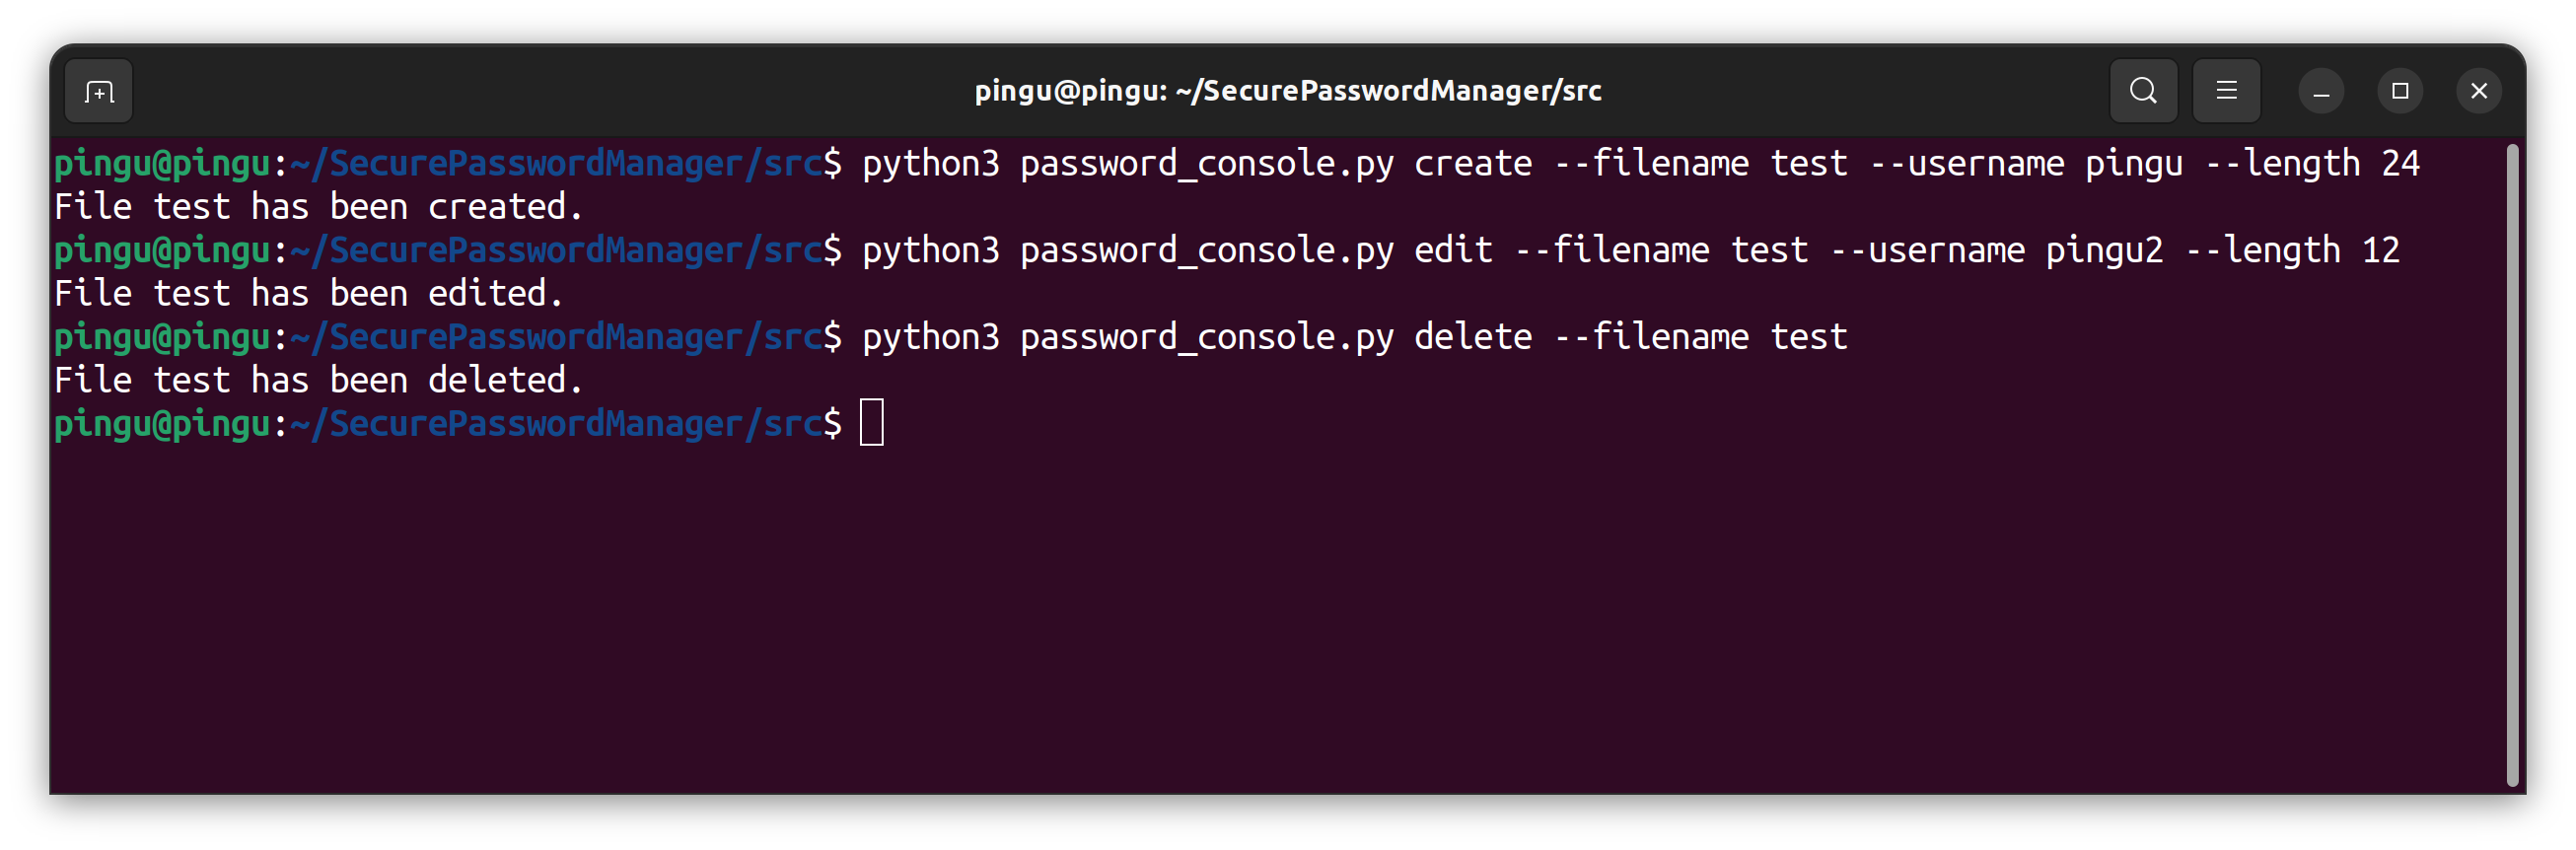 pingu@pingu: ~/SecurePasswordManager/src
pingu@pingu:~/SecurePasswordManager/src$ python3 password_console.py create --filename test --username pingu --length 24
File test has been created.
pingu@pingu:~/SecurePasswordManager/src$ python3 password_console.py edit --filename test --username pingu2 --length 12
File test has been edited.
pingu@pingu:~/SecurePasswordManager/src$ python3 password_console.py delete --filename test
File test has been deleted.
pingu@pingu:~/SecurePasswordManager/src$